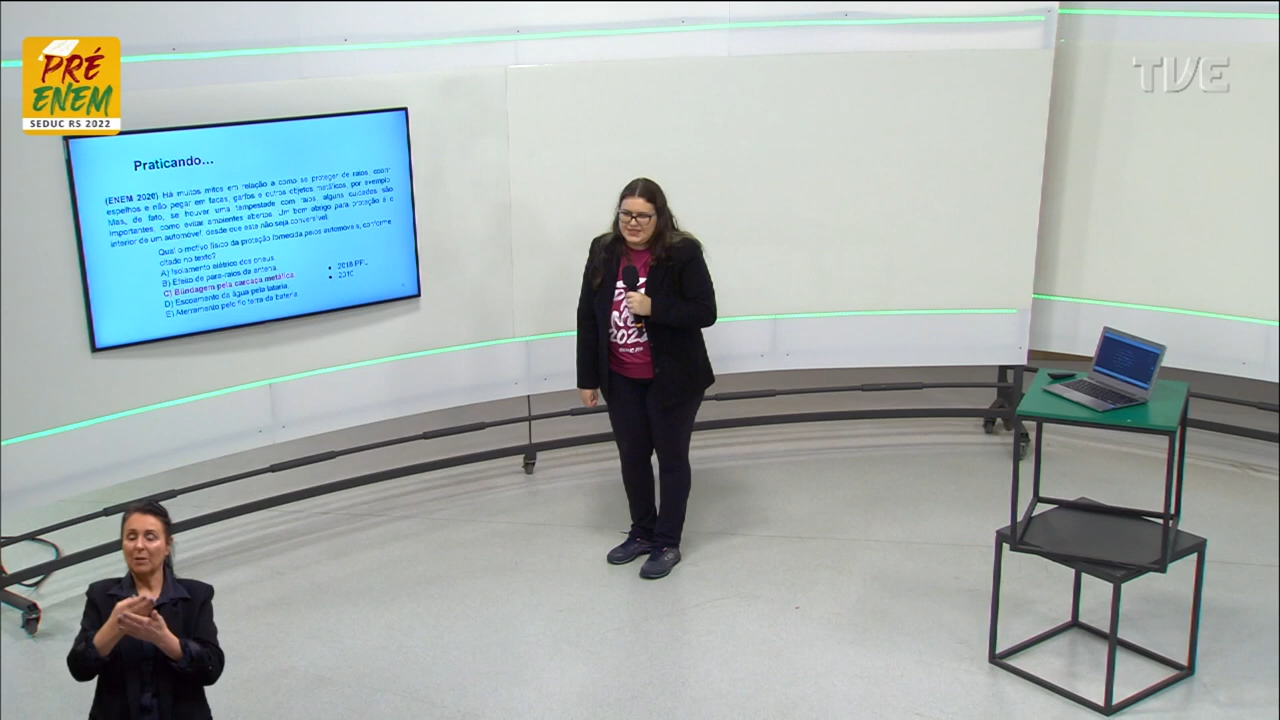 PRÉ
ENEM
SEDUC RS 2022
TVE
Praticando...
(ENEM 2020) Há muitos mitos em relação a como se proteger de raios, cobrir
espelhos e não pegar em facas, garfos e outros objetos metálicos, por exemplo.
Mas, de fato, se houver uma tempestade com raios, alguns cuidados são
importantes, como evitar ambientes abertos. Um bom abrigo para proteção é o
interior de um automóvel, desde que este não seja conversível.
Qual o motivo físico da proteção fornecida pelos automóveis, conforme
citado no texto?
A) Isolamento elétrico dos pneus.
B) Efeito de para-raios da antena.
C) Blindagem pela carcaça metálica.
D) Escoamento da água pela lataria.
E) Aterramento pelo fio terra da bateria.
• 2018 PPL
• 2010
2022